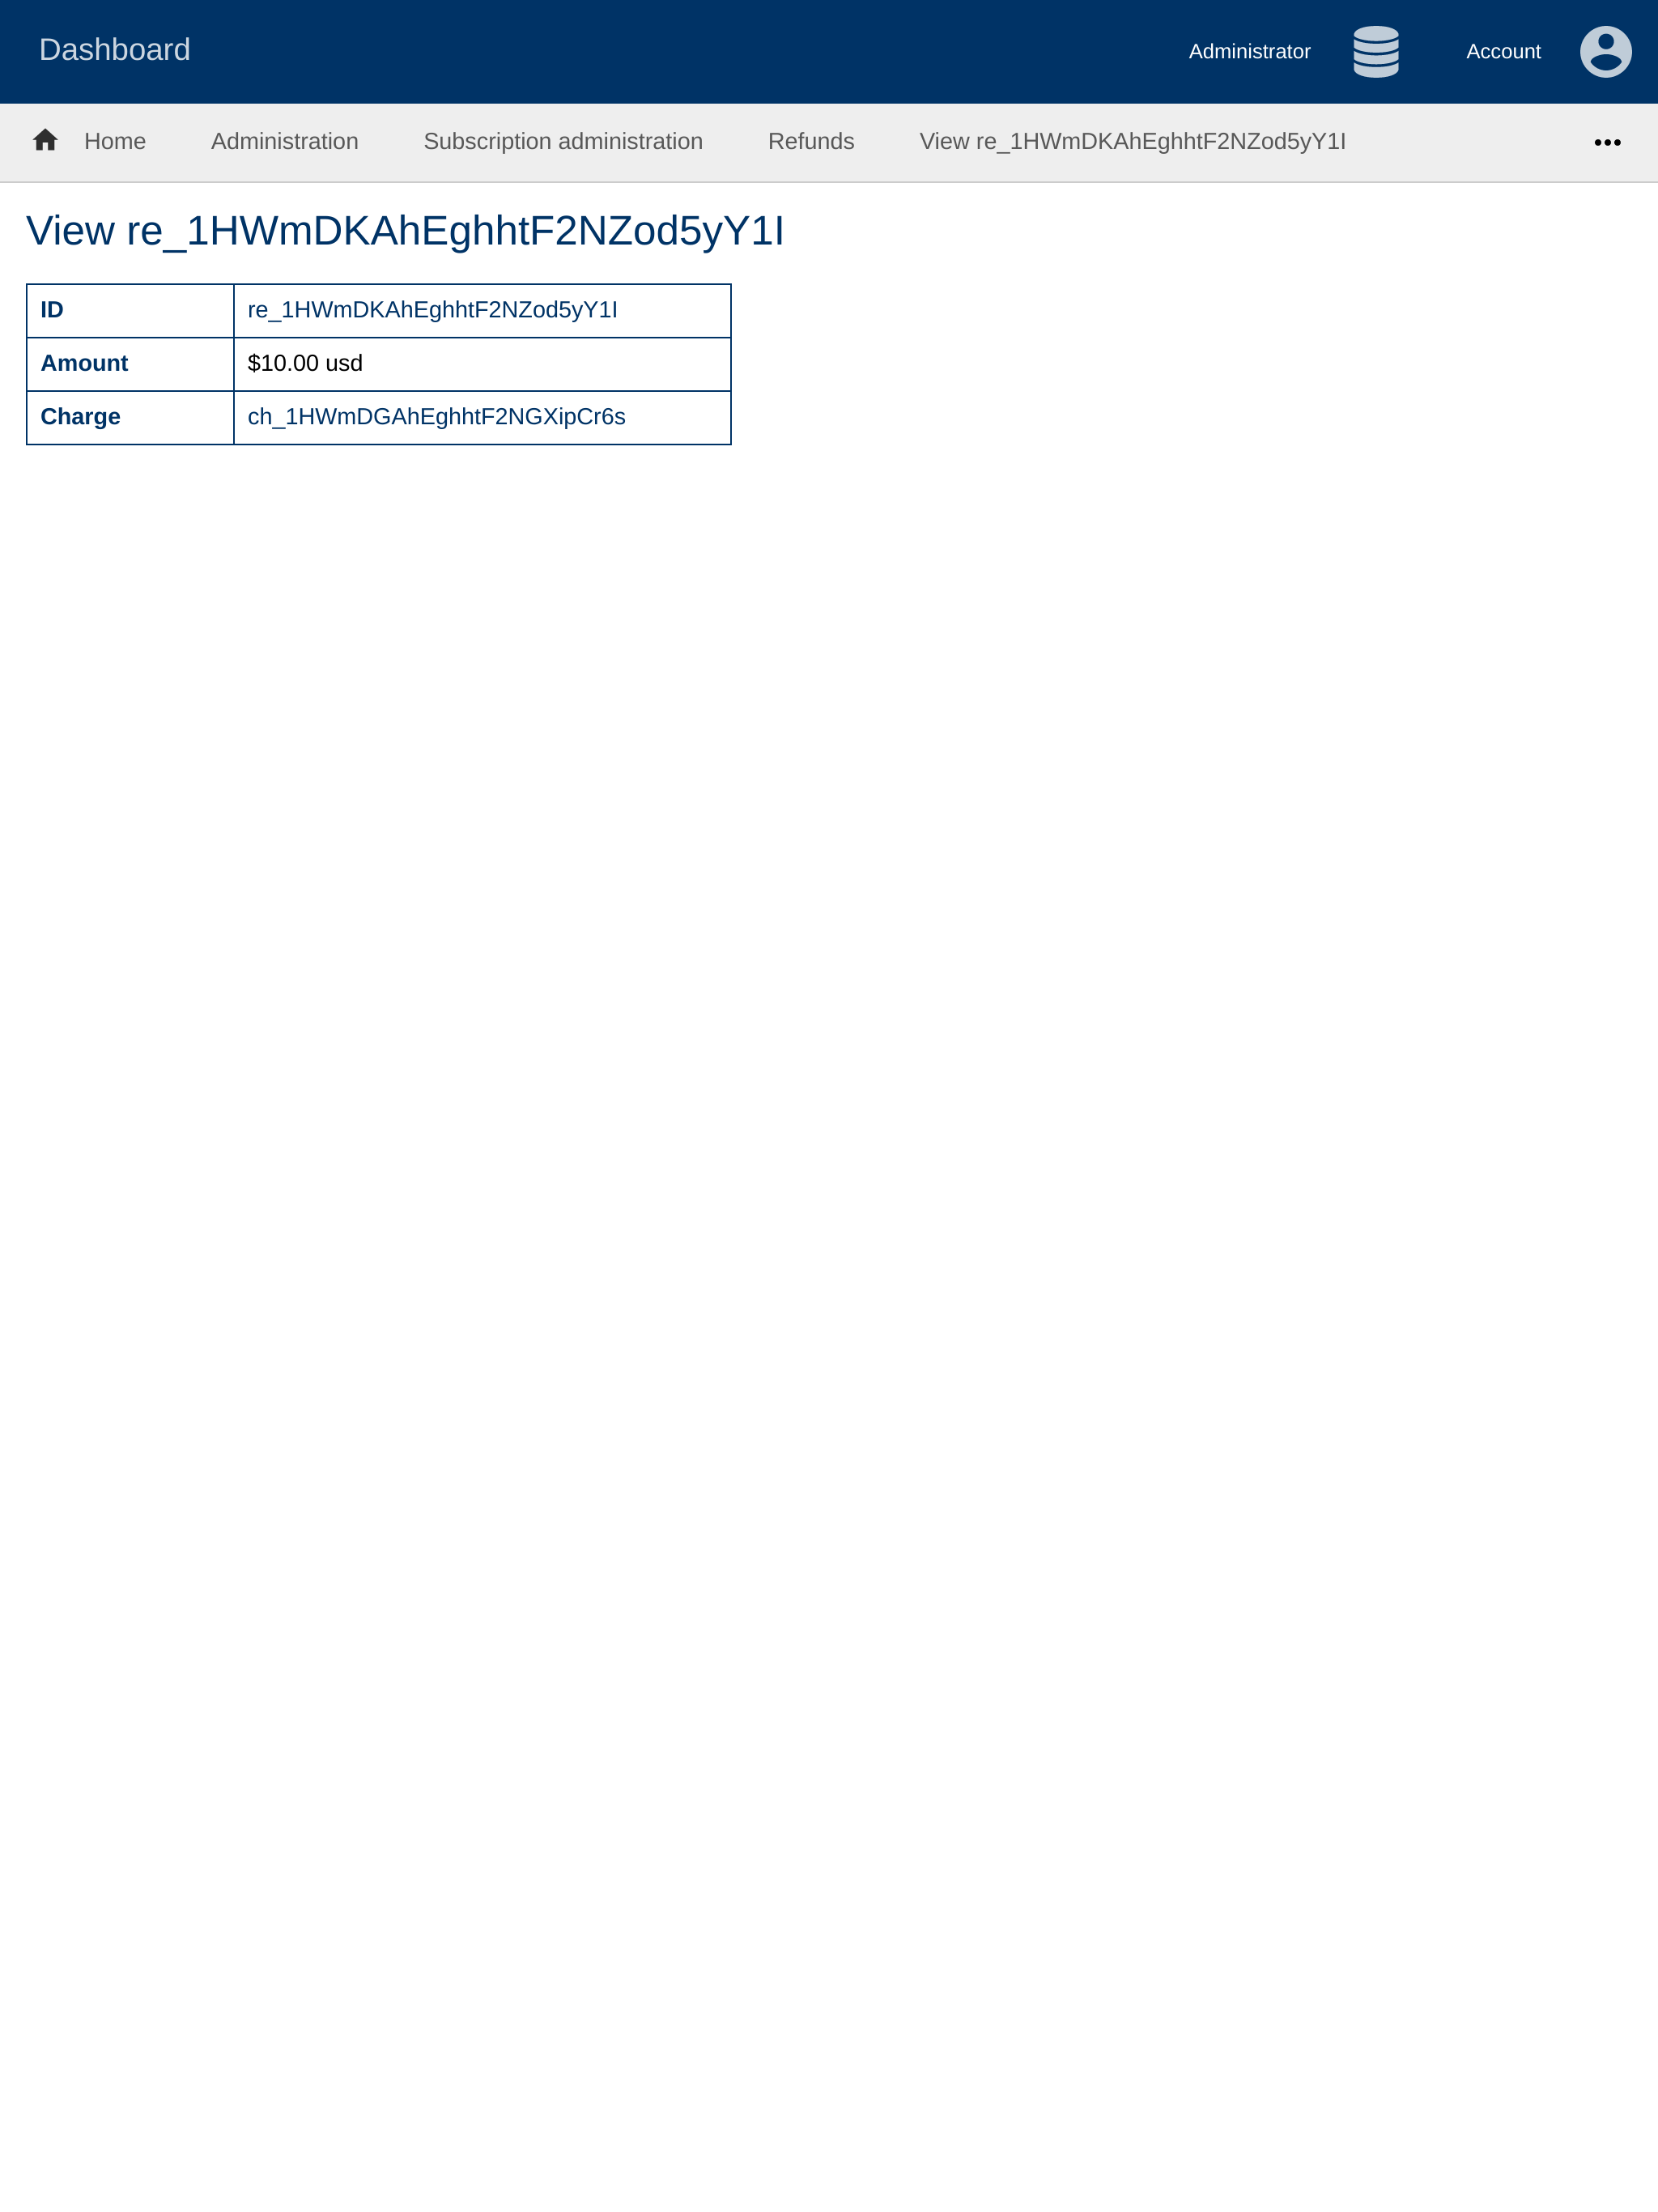 Dashboard
Administrator
Account
Home
Administration
Subscription administration
Refunds
View re_1HWmDKAhEghhtF2NZod5yY1I
View re_1HWmDKAhEghhtF2NZod5yY1I
ID re_1HWmDKAhEghhtF2NZod5yY1I
Amount $10.00 usd
Charge ch_1HWmDGAhEghhtF2NGXipCr6s